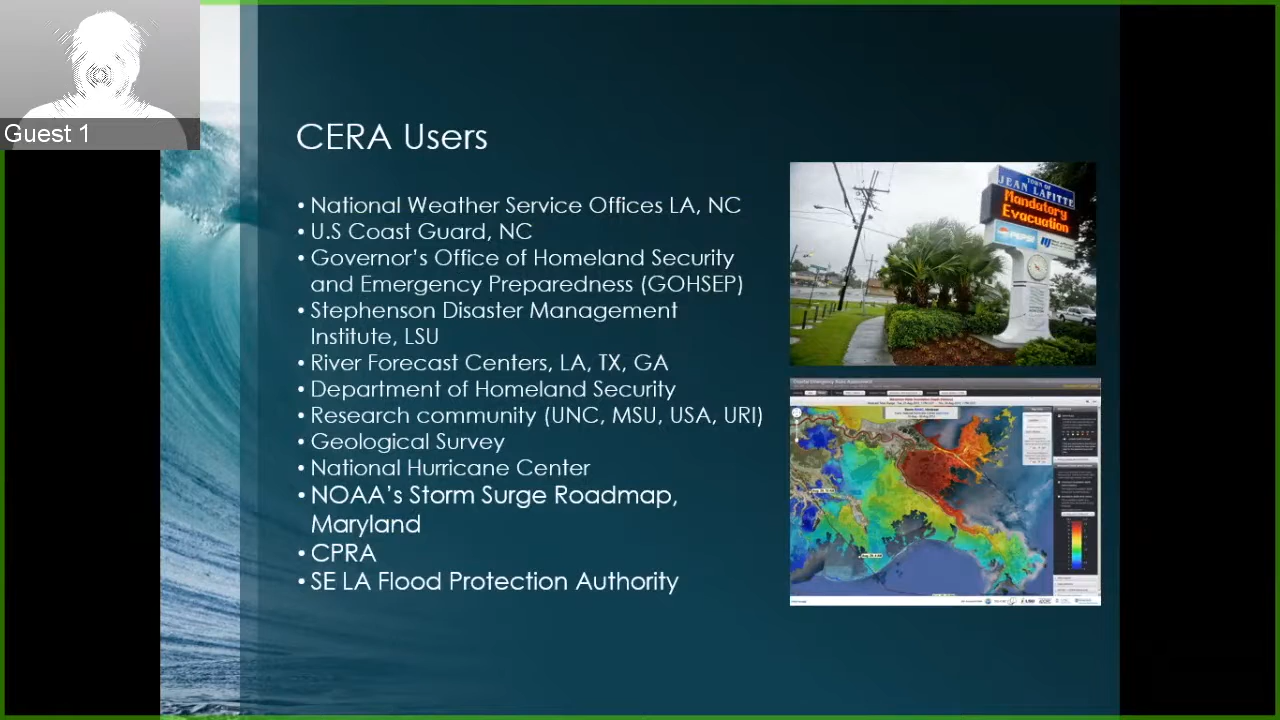 Guest 1
CERA Users
• National Weather Service Offices LA, NC
• U.S Coast Guard, NC
• Governor's Office of Homeland Security
and Emergency Preparedness (GOHSEP)
• Stephenson Disaster Management
Institute, LSU
• River Forecast Centers, LA, TX, GA
• Department of Homeland Security
• Research community (UNC, MSU, USA, URI)
• Geological Survey
• National Hurricane Center
• NOAA's Storm Surge Roadmap,
Maryland
• CPRA
• SE LA Flood Protection Authority
TOWN OF
JEAN LAFITTE
Mandatory
Evacuation
PEPSI